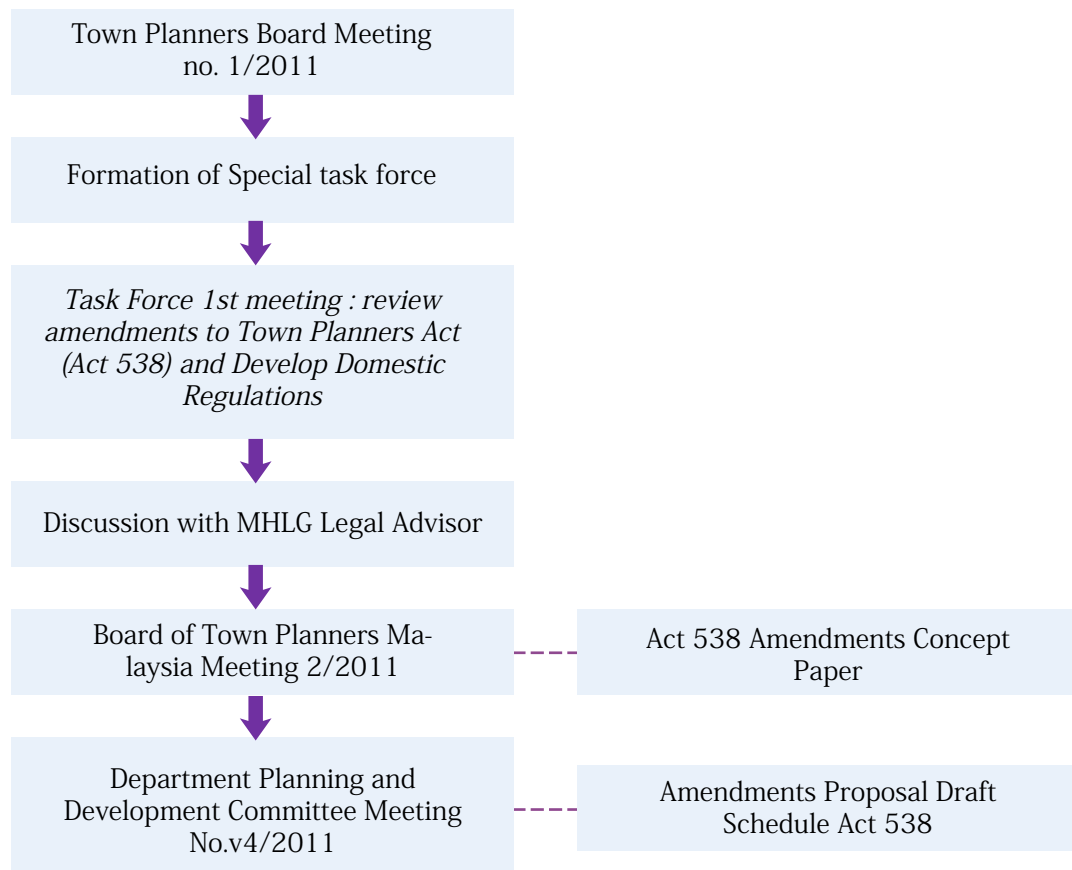 Town Planners Board Meeting
no. 1/2011
Formation of Special task force
Task Force 1st meeting : review
amendments to Town Planners Act
(Act 538) and Develop Domestic
Regulations
Discussion with MHLG Legal Advisor
Board of Town Planners Ma-
laysia Meeting 2/2011
Act 538 Amendments Concept
Paper
Department Planning and
Development Committee Meeting
No.v4/2011
Amendments Proposal Draft
Schedule Act 538